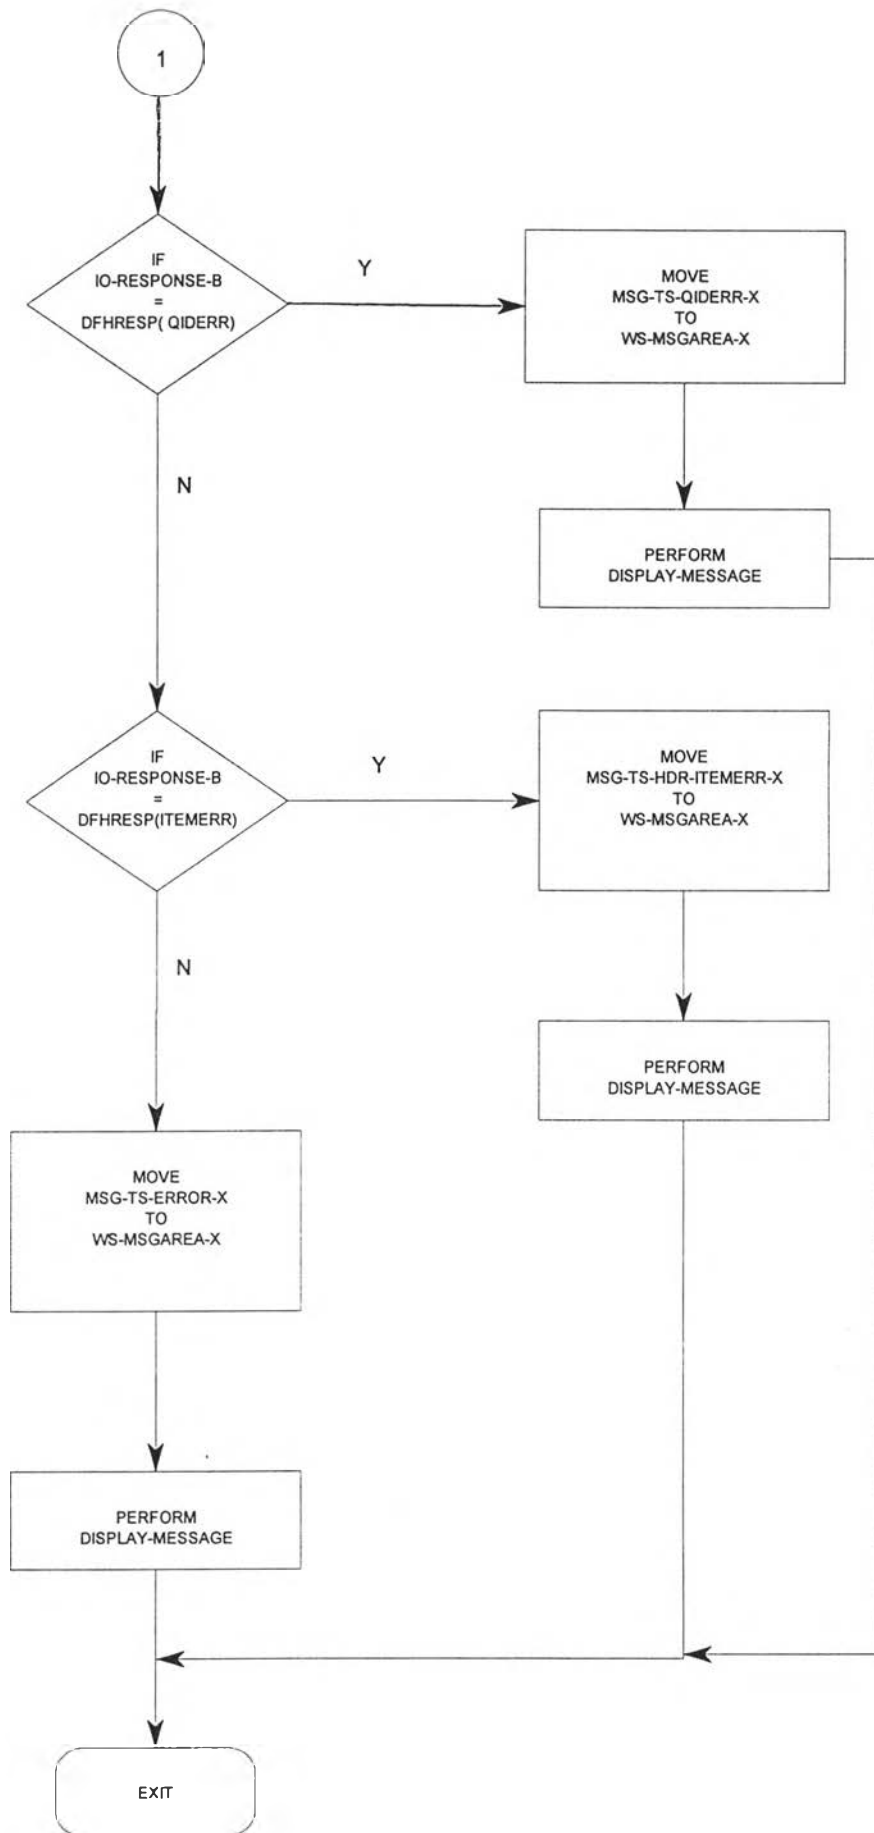 1
IF
IO-RESPONSE-B
=
DFHRESP( QIDERR)
Y
MOVE
MSG-TS-QIDERR-X
TO
WS-MSGAREA-X
N
PERFORM
DISPLAY-MESSAGE
IF
IO-RESPONSE-B
=
DFHRESP(ITEMERR)
Y
MOVE
MSG-TS-HDR-ITEMERR-X
TO
WS-MSGAREA-X
N
PERFORM
DISPLAY-MESSAGE
MOVE
MSG-TS-ERROR-X
TO
WS-MSGAREA-X
PERFORM
DISPLAY-MESSAGE
EXIT